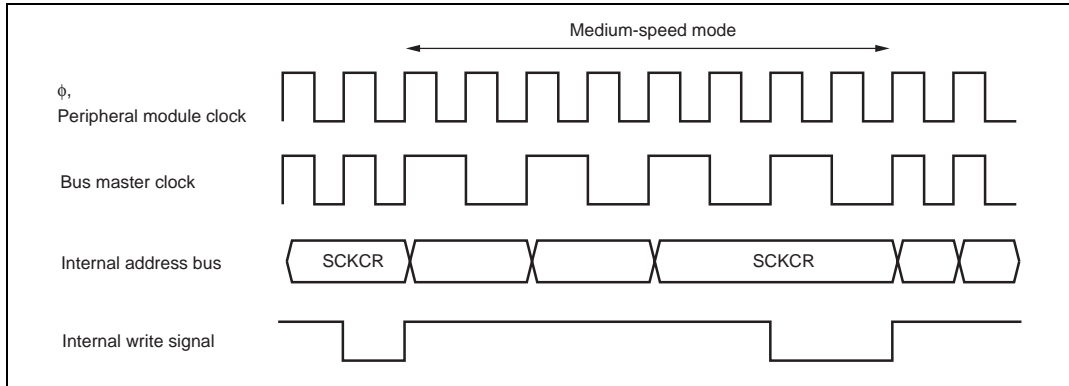 Medium-speed mode
ϕ,
Peripheral module clock
Bus master clock
Internal address bus
SCKCR
SCKCR
Internal write signal